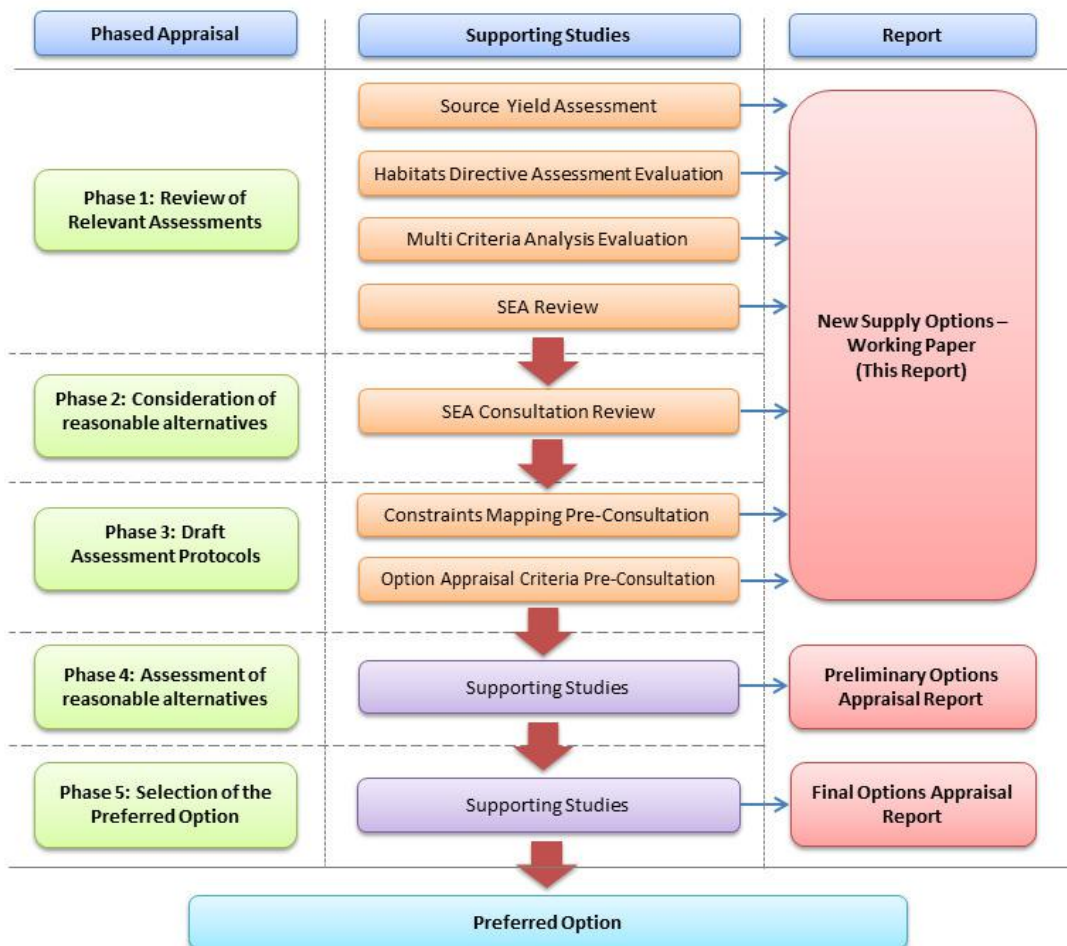 Phased Appraisal
Supporting Studies
Report
Phase 1: Review of
Relevant Assessments
Source Yield Assessment
Habitats Directive Assessment Evaluation
Multi Criteria Analysis Evaluation
SEA Review
New Supply Options –
Working Paper
(This Report)
Phase 2: Consideration of
reasonable alternatives
SEA Consultation Review
Phase 3: Draft
Assessment Protocols
Constraints Mapping Pre-Consultation
Option Appraisal Criteria Pre-Consultation
Phase 4: Assessment of
reasonable alternatives
Supporting Studies
Preliminary Options
Appraisal Report
Phase 5: Selection of the
Preferred Option
Supporting Studies
Final Options Appraisal
Report
Preferred Option